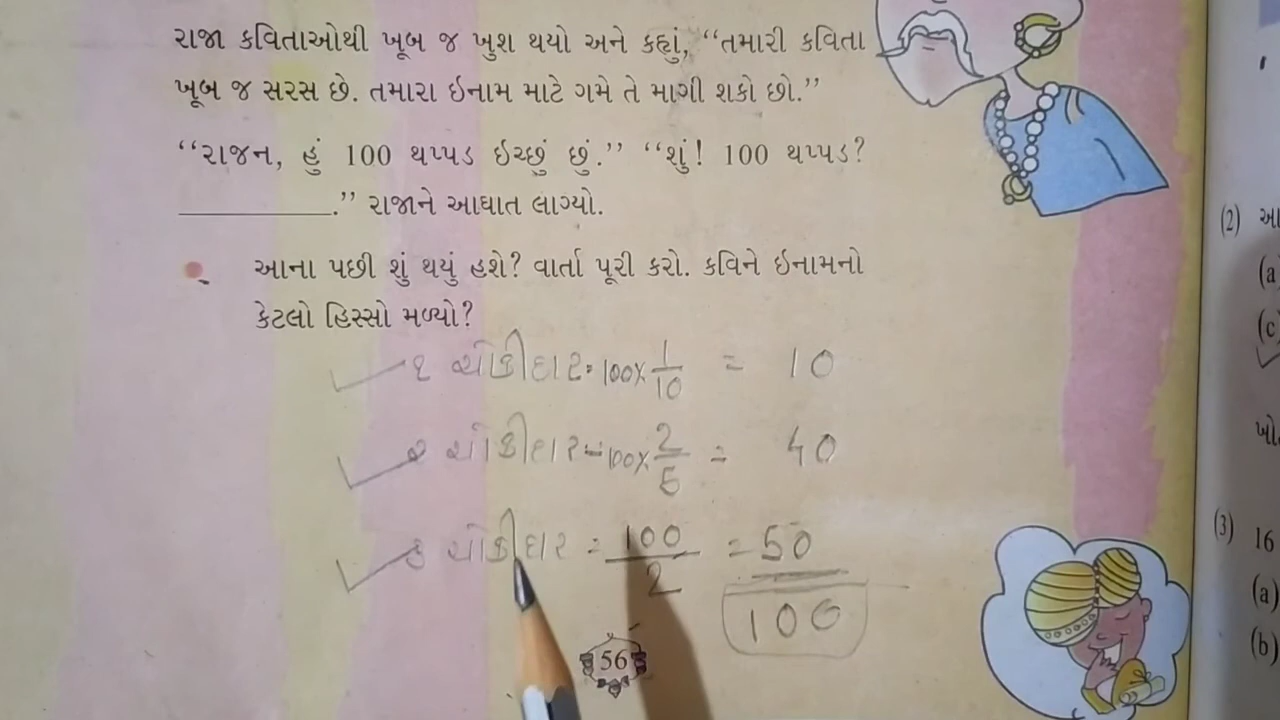 રાજા કવિતાઓથી ખૂબ જ ખુશ થયો અને કહ્યું, “તમારી કવિતા
ખૂબ જ સરસ છે. તમારા ઇનામ માટે ગમે તે માગી શકો છો.”
“રાજન, હું 100 થપ્પડ ઇચ્છું છું.” “શું! 100 થપ્પડ?
____________.” રાજાને આઘાત લાગ્યો.
આના પછી શું થયું હશે? વાર્તા પૂરી કરો. કવિને ઇનામનો
કેટલો હિસ્સો મળ્યો?
૧ ચોકીદાર = 100 × 1/10 = 10
૨ ચોકીદાર = 100 × 2/5 = 40
૩ ચોકીદાર = 100/2 = 50
100
56
(2)
(a)
(c)
(3) 16
(a)
(b)